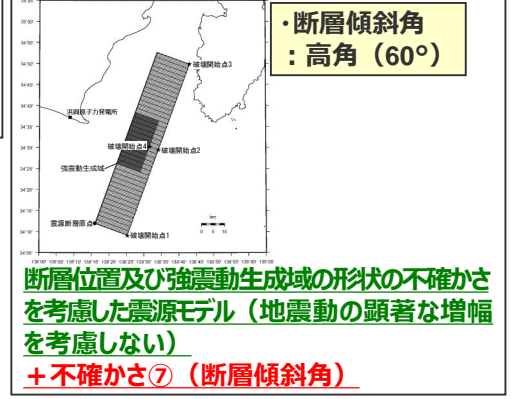 ・断層傾斜角
：高角（60°）
破壊開始点3
浜岡原子力発電所
破壊開始点4
破壊開始点2
強震動生成域
震源断層原点
破壊開始点1
km
0 5 10
断層位置及び強震動生成域の形状の不確かさ
を考慮した震源モデル（地震動の顕著な増幅
を考慮しない）
＋不確かさ⑦（断層傾斜角）